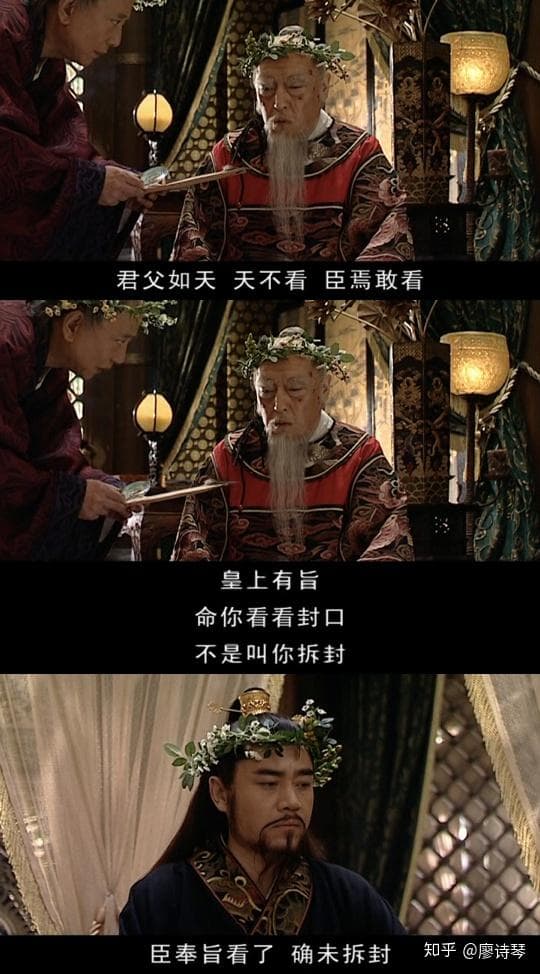 君父如天 天不看 臣焉敢看
皇上有旨
命你看看封口
不是叫你拆封
臣奉旨看了 确未拆封
知乎 @廖诗琴